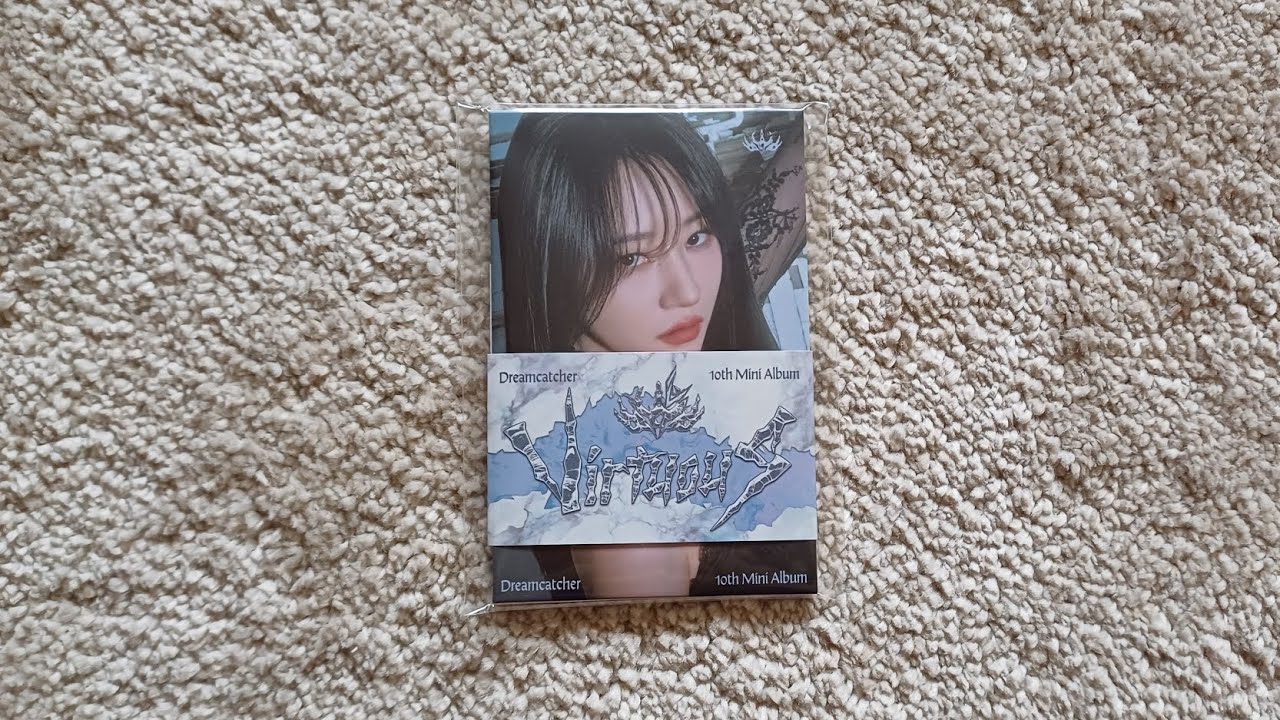 Dreamcatcher
10th Mini Album
VirtuouS
Dreamcatcher
10th Mini Album